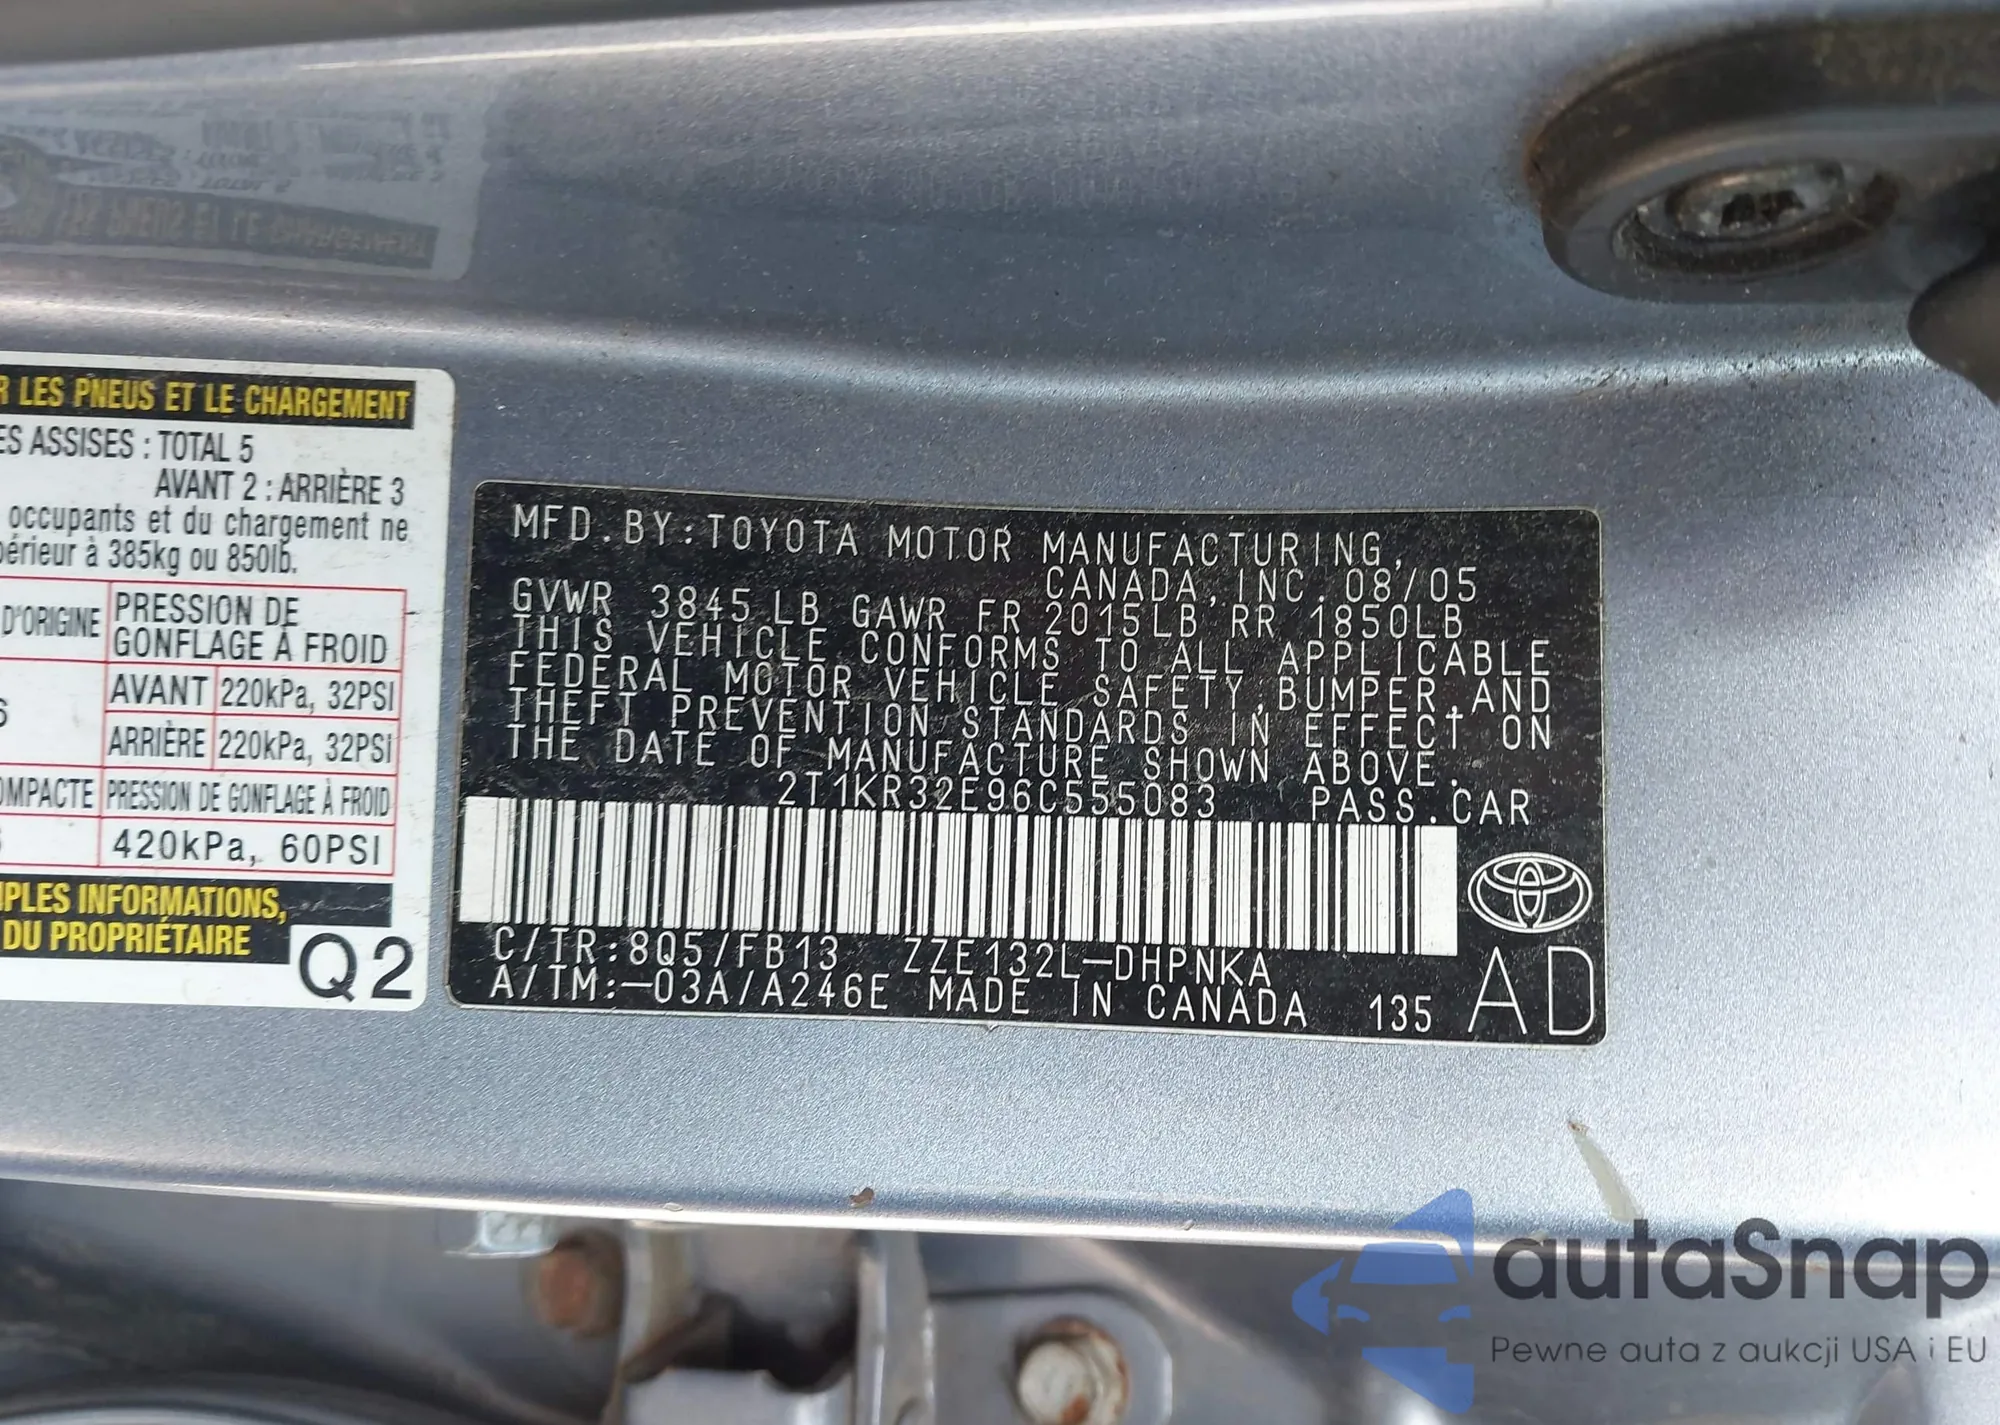 R LES PNEUS ET LE CHARGEMENT
ES ASSISES : TOTAL 5
AVANT 2 : ARRIÈRE 3
occupants et du chargement ne
périeur à 385kg ou 850lb.
D'ORIGINE PRESSION DE
GONFLAGE À FROID
AVANT 220kPa, 32PSI
ARRIÈRE 220kPa, 32PSI
OMPACTE PRESSION DE GONFLAGE À FROID
420kPa, 60PSI
PLES INFORMATIONS,
DU PROPRIÉTAIRE
Q2
MFD.BY:TOYOTA MOTOR MANUFACTURING,
CANADA,INC.08/05
GVWR 3845LB GAWR FR 2015LB RR 1850LB
THIS VEHICLE CONFORMS TO ALL APPLICABLE
FEDERAL MOTOR VEHICLE SAFETY,BUMPER,AND
THEFT PREVENTION STANDARDS IN EFFECT ON
THE DATE OF MANUFACTURE SHOWN ABOVE.
2T1KR32E96C555083 PASS.CAR
C/TR:8Q5/FB13 ZZE132L-DHPNKA
A/TM:-03A/A246E MADE IN CANADA 135
AD
autoSnap
Pewne auta z aukcji USA i EU